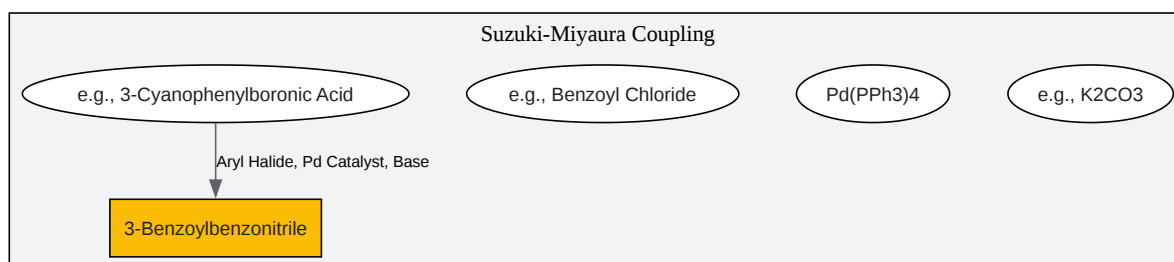 Suzuki-Miyaura Coupling
e.g., 3-Cyanophenylboronic Acid
e.g., Benzoyl Chloride
Pd(PPh3)4
e.g., K2CO3
Aryl Halide, Pd Catalyst, Base
3-Benzoylbenzonitrile